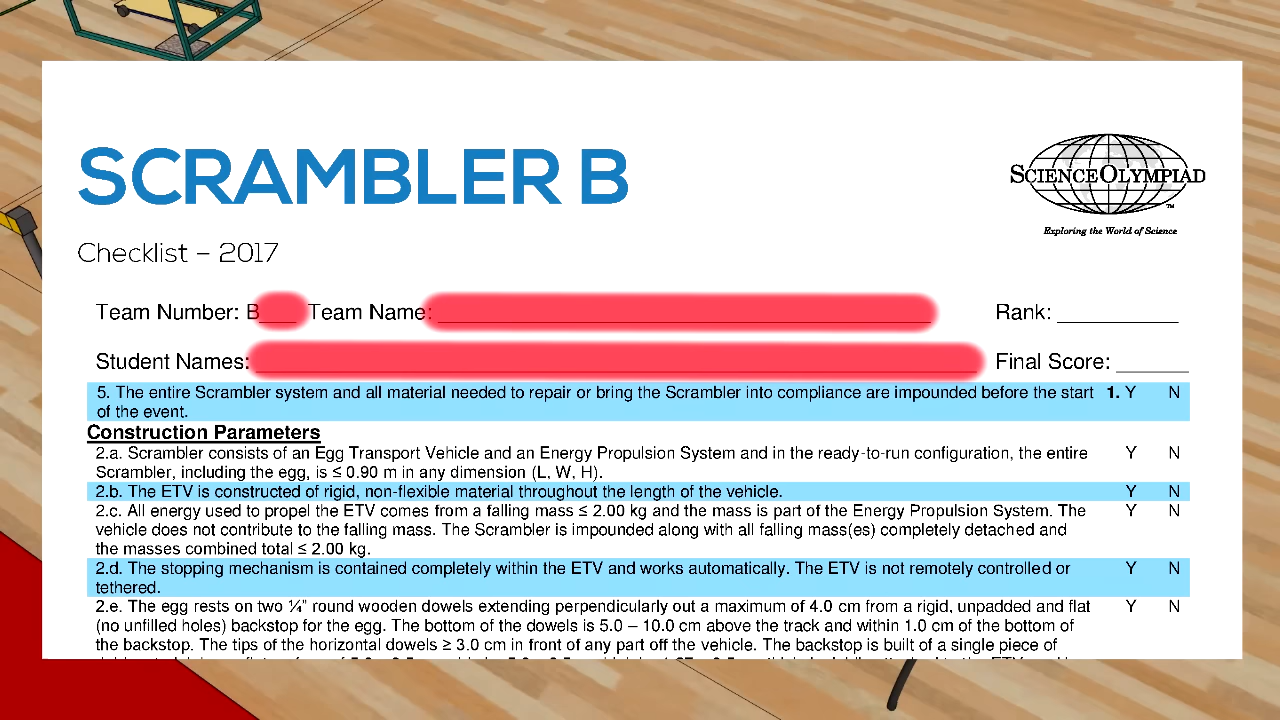 SCRAMBLER B
SCIENCE OLYMPIAD
TM
Exploring the World of Science
Checklist – 2017
Team Number: B Team Name: Rank:
Student Names: Final Score:
5. The entire Scrambler system and all material needed to repair or bring the Scrambler into compliance are impounded before the start 1. Y N
of the event.
Construction Parameters
2.a. Scrambler consists of an Egg Transport Vehicle and an Energy Propulsion System and in the ready-to-run configuration, the entire Y N
Scrambler, including the egg, is ≤ 0.90 m in any dimension (L, W, H).
2.b. The ETV is constructed of rigid, non-flexible material throughout the length of the vehicle. Y N
2.c. All energy used to propel the ETV comes from a falling mass ≤ 2.00 kg and the mass is part of the Energy Propulsion System. The Y N
vehicle does not contribute to the falling mass. The Scrambler is impounded along with all falling mass(es) completely detached and
the masses combined total ≤ 2.00 kg.
2.d. The stopping mechanism is contained completely within the ETV and works automatically. The ETV is not remotely controlled or Y N
tethered.
2.e. The egg rests on two ¼" round wooden dowels extending perpendicularly out a maximum of 4.0 cm from a rigid, unpadded and flat Y N
(no unfilled holes) backstop for the egg. The bottom of the dowels is 5.0 – 10.0 cm above the track and within 1.0 cm of the bottom of
the backstop. The tips of the horizontal dowels ≥ 3.0 cm in front of any part off the vehicle. The backstop is built of a single piece of